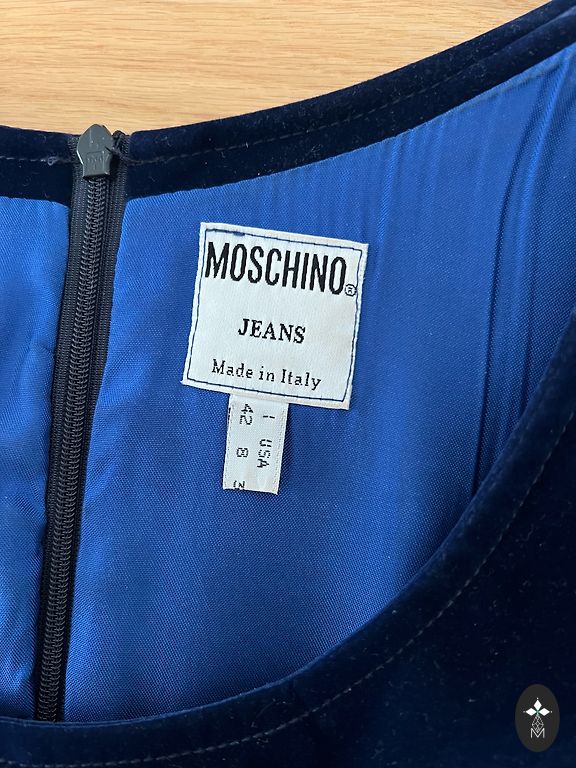 MOSCHINO®
JEANS
Made in Italy
I USA
42 8
M